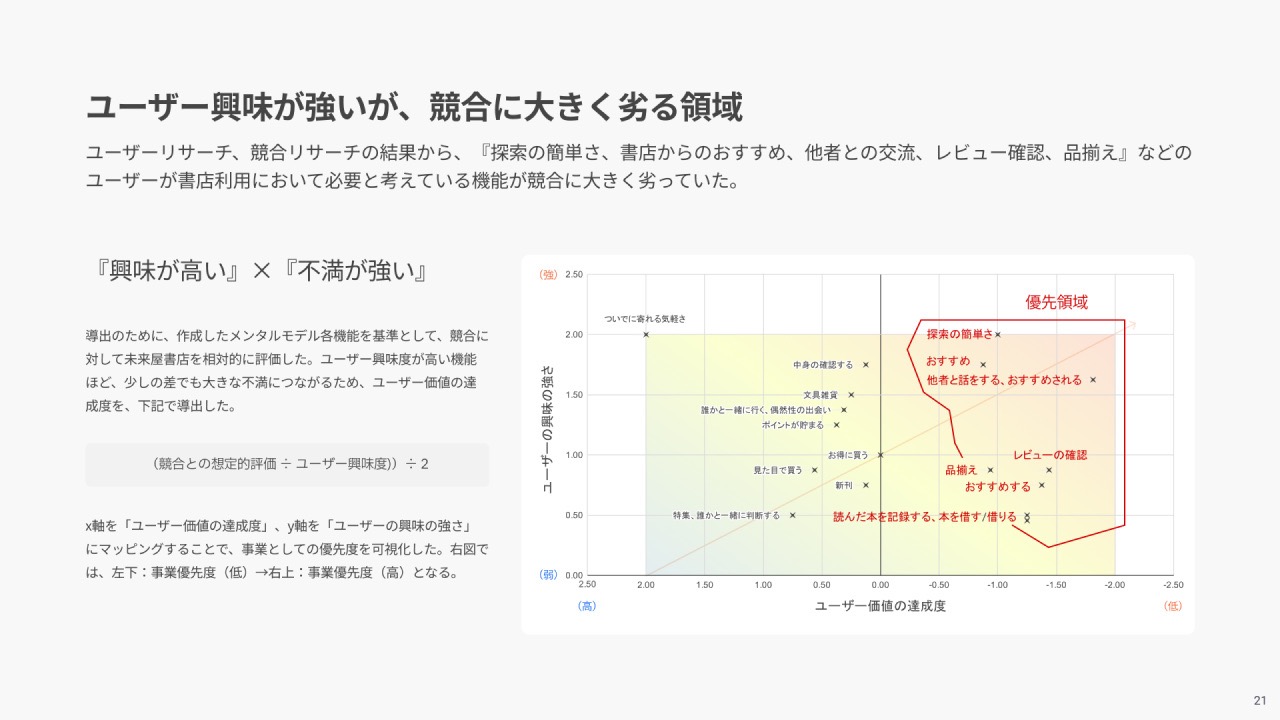 ユーザー興味が強いが、競合に大きく劣る領域
ユーザーリサーチ、競合リサーチの結果から、『探索の簡単さ、書店からのおすすめ、他者との交流、レビュー確認、品揃え』などの
ユーザーが書店利用において必要と考えている機能が競合に大きく劣っていた。
『興味が高い』×『不満が強い』
導出のために、作成したメンタルモデル各機能を基準として、競合に
対して未来屋書店を相対的に評価した。ユーザー興味度が高い機能
ほど、少しの差でも大きな不満につながるため、ユーザー価値の達
成度を、下記で導出した。
（競合との想定的評価 ÷ ユーザー興味度)）÷ 2
x軸を「ユーザー価値の達成度」、y軸を「ユーザーの興味の強さ」
にマッピングすることで、事業としての優先度を可視化した。右図で
は、左下：事業優先度（低）→右上：事業優先度（高）となる。
（強） 2.50
優先領域
ついでに寄れる気軽さ
2.00
探索の簡単さ
中身の確認する
おすすめ
他者と話をする、おすすめされる
1.50
文具雑貨
誰かと一緒に行く、偶然性の出会い
ポイントが貯まる
ユーザーの興味の強さ
1.00
お得に買う
レビューの確認
見た目で買う
品揃え
新刊
おすすめする
0.50
特集、誰かと一緒に判断する
読んだ本を記録する、本を借す/借りる
（弱） 0.00
2.50 2.00 1.50 1.00 0.50 0.00 -0.50 -1.00 -1.50 -2.00 -2.50
（高） ユーザー価値の達成度 （低）
21